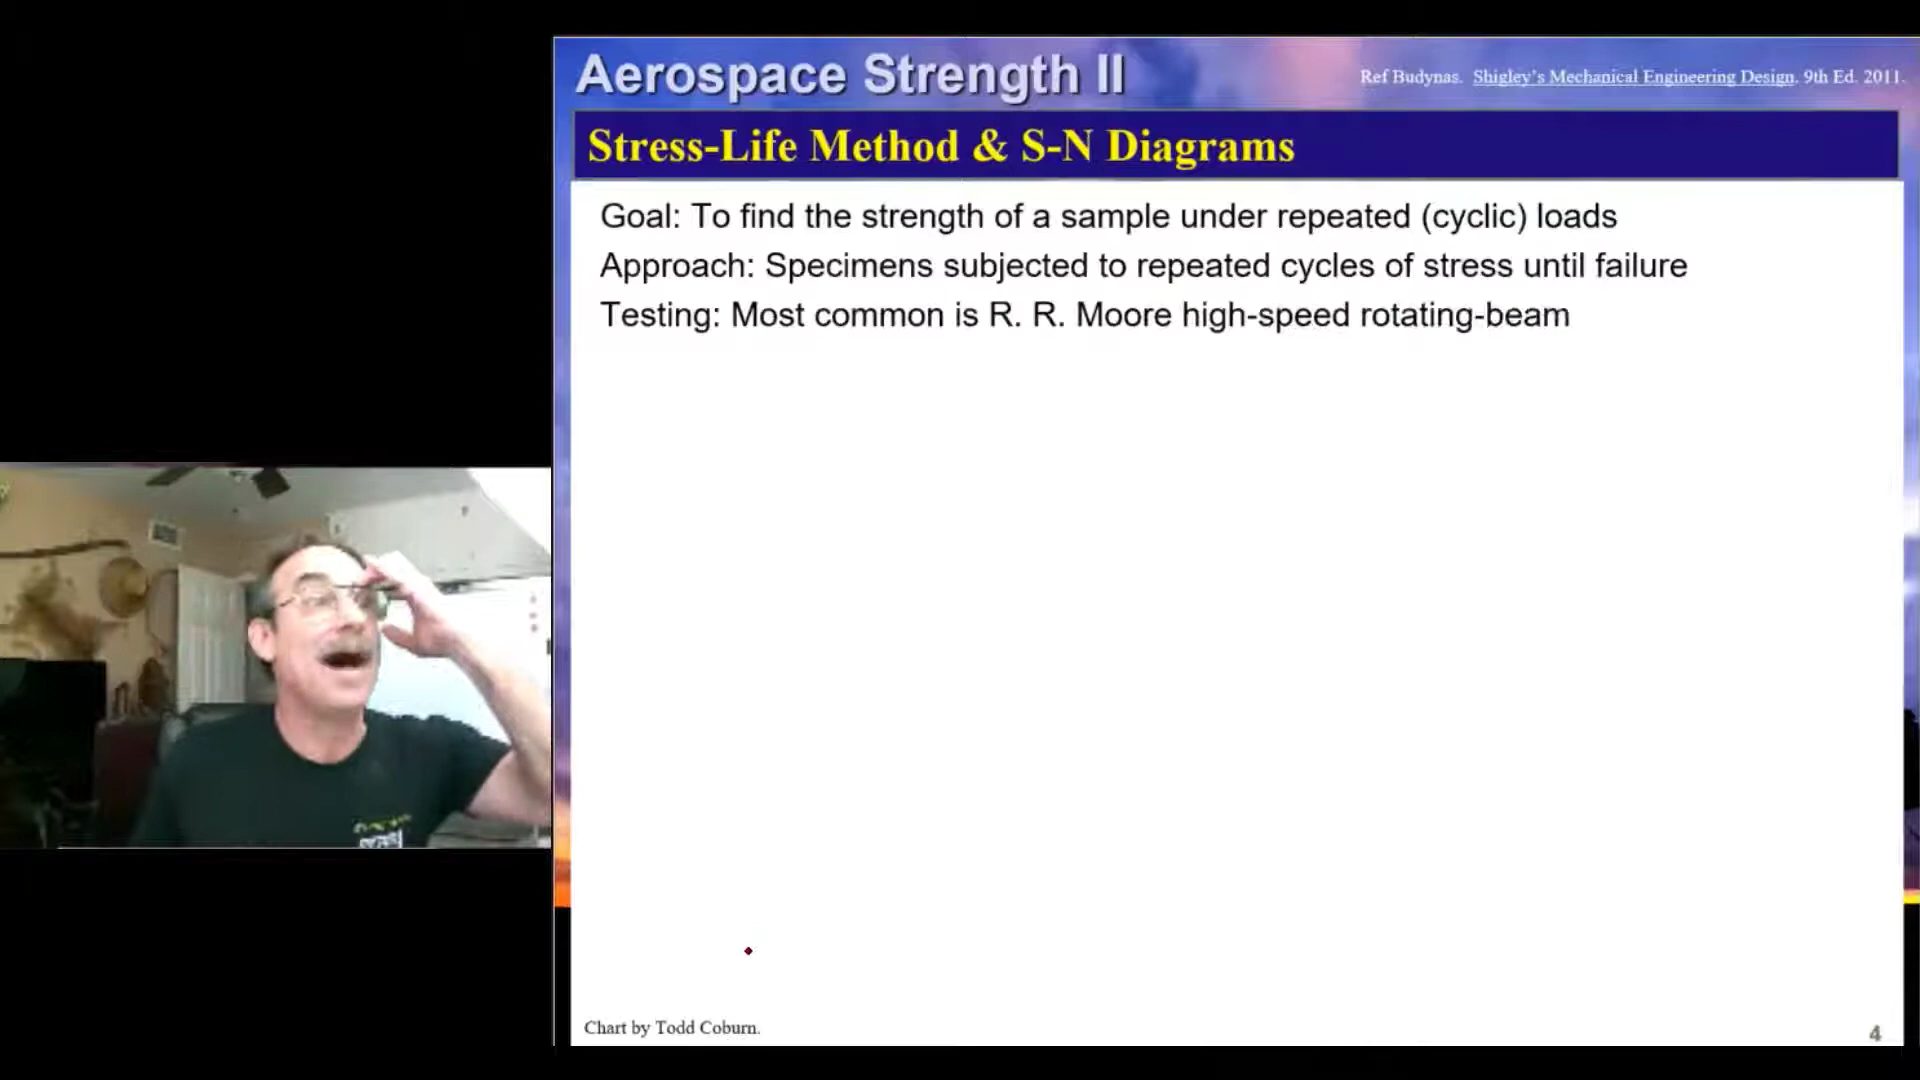 Aerospace Strength II
Ref Budynas. Shigley's Mechanical Engineering Design. 9th Ed. 2011.
Stress-Life Method & S-N Diagrams
Goal: To find the strength of a sample under repeated (cyclic) loads
Approach: Specimens subjected to repeated cycles of stress until failure
Testing: Most common is R. R. Moore high-speed rotating-beam
Chart by Todd Coburn.
4